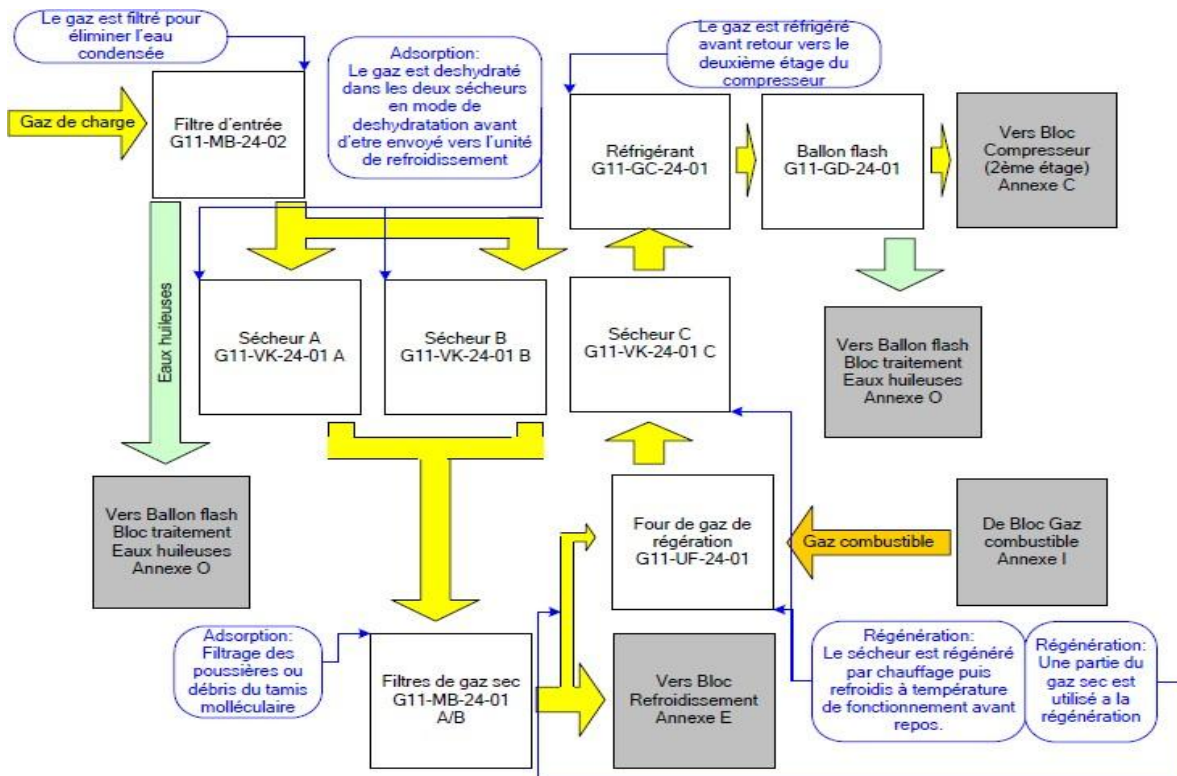 Le gaz est filtré pour
éliminer l'eau
condensée
Adsorption:
Le gaz est deshydraté
dans les deux sécheurs
en mode de
deshydratation avant
d'etre envoyé vers l'unité
de refroidissement
Le gaz est réfrigéré
avant retour vers le
deuxième étage du
compresseur
Gaz de charge
Filtre d'entrée
G11-MB-24-02
Réfrigérant
G11-GC-24-01
Ballon flash
G11-GD-24-01
Vers Bloc
Compresseur
(2ème étage)
Annexe C
Eaux huileuses
Sécheur A
G11-VK-24-01 A
Sécheur B
G11-VK-24-01 B
Sécheur C
G11-VK-24-01 C
Vers Ballon flash
Bloc traitement
Eaux huileuses
Annexe O
Vers Ballon flash
Bloc traitement
Eaux huileuses
Annexe O
Four de gaz de
régération
G11-UF-24-01
Gaz combustible
De Bloc Gaz
combustible
Annexe I
Adsorption:
Filtrage des
poussières ou
débris du tamis
molléculaire
Filtres de gaz sec
G11-MB-24-01
A/B
Vers Bloc
Refroidissement
Annexe E
Régénération:
Le sécheur est régénéré
par chauffage puis
refroidis à température
de fonctionnement avant
repos.
Régénération:
Une partie du
gaz sec est
utilisé a la
régénération